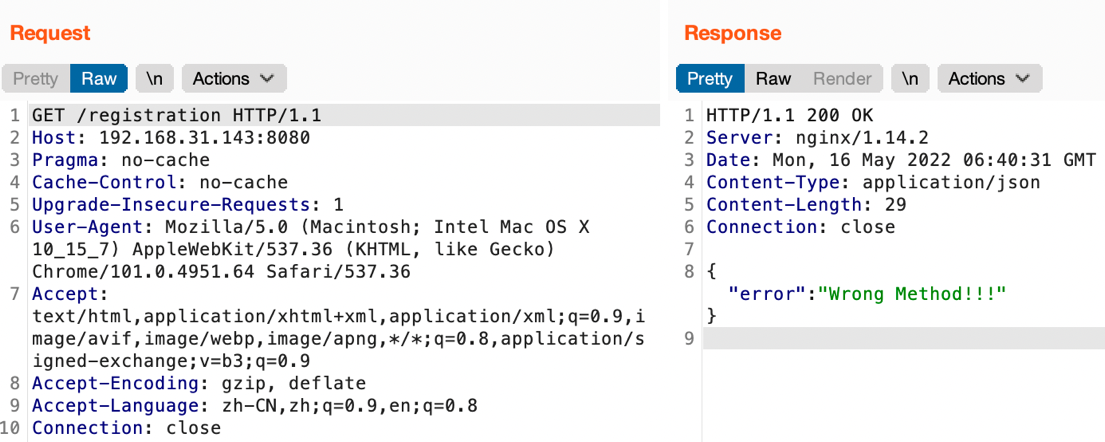 Request
Pretty Raw \n Actions
1 GET /registration HTTP/1.1
2 Host: 192.168.31.143:8080
3 Pragma: no-cache
4 Cache-Control: no-cache
5 Upgrade-Insecure-Requests: 1
6 User-Agent: Mozilla/5.0 (Macintosh; Intel Mac OS X
10_15_7) AppleWebKit/537.36 (KHTML, like Gecko)
Chrome/101.0.4951.64 Safari/537.36
7 Accept:
text/html,application/xhtml+xml,application/xml;q=0.9,i
mage/avif,image/webp,image/apng,*/*;q=0.8,application/s
igned-exchange;v=b3;q=0.9
8 Accept-Encoding: gzip, deflate
9 Accept-Language: zh-CN,zh;q=0.9,en;q=0.8
10 Connection: close
Response
Pretty Raw Render \n Actions
1 HTTP/1.1 200 OK
2 Server: nginx/1.14.2
3 Date: Mon, 16 May 2022 06:40:31 GMT
4 Content-Type: application/json
5 Content-Length: 29
6 Connection: close
7
8 {
"error":"Wrong Method!!!"
}
9